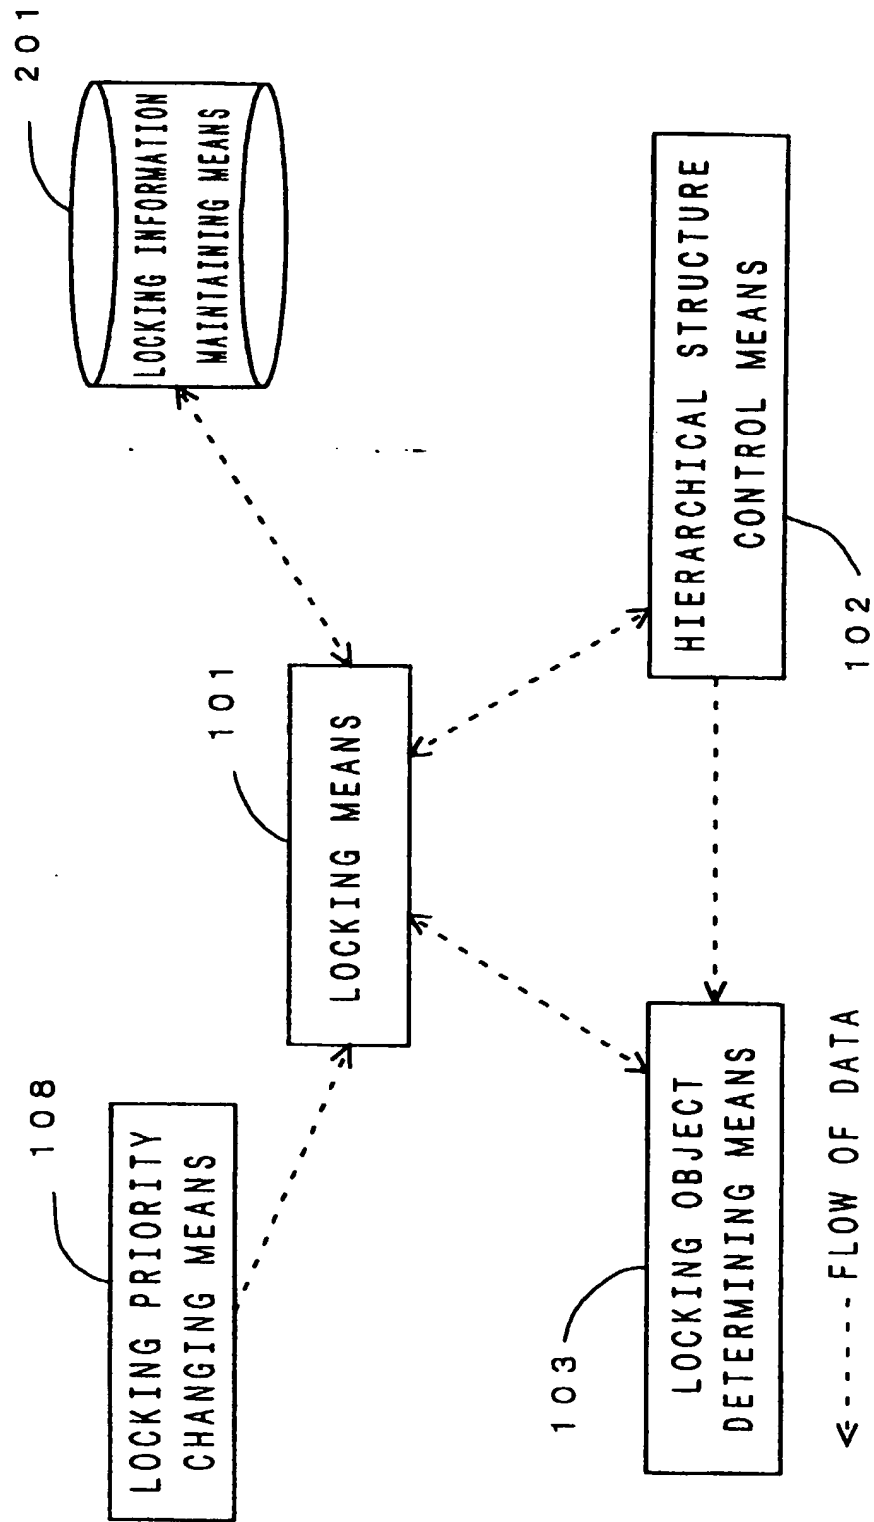 201
LOCKING INFORMATION
MAINTAINING MEANS
108
LOCKING PRIORITY
CHANGING MEANS
101
LOCKING MEANS
103
LOCKING OBJECT
DETERMINING MEANS
HIERARCHICAL STRUCTURE
CONTROL MEANS
102
FLOW OF DATA